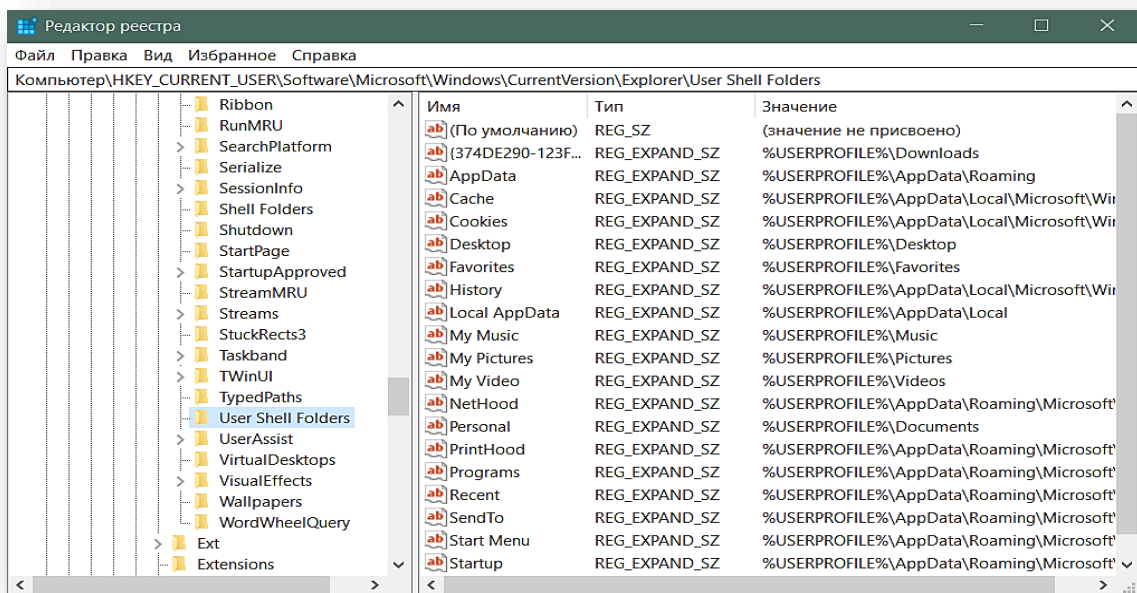 Редактор реестра
Файл Правка Вид Избранное Справка
Компьютер\HKEY_CURRENT_USER\Software\Microsoft\Windows\CurrentVersion\Explorer\User Shell Folders
Ribbon
RunMRU
SearchPlatform
Serialize
SessionInfo
Shell Folders
Shutdown
StartPage
StartupApproved
StreamMRU
Streams
StuckRects3
Taskband
TWinUI
TypedPaths
User Shell Folders
UserAssist
VirtualDesktops
VisualEffects
Wallpapers
WordWheelQuery
Ext
Extensions
Имя Тип Значение
(По умолчанию) REG_SZ (значение не присвоено)
{374DE290-123F... REG_EXPAND_SZ %USERPROFILE%\Downloads
AppData REG_EXPAND_SZ %USERPROFILE%\AppData\Roaming
Cache REG_EXPAND_SZ %USERPROFILE%\AppData\Local\Microsoft\Wir
Cookies REG_EXPAND_SZ %USERPROFILE%\AppData\Local\Microsoft\Wir
Desktop REG_EXPAND_SZ %USERPROFILE%\Desktop
Favorites REG_EXPAND_SZ %USERPROFILE%\Favorites
History REG_EXPAND_SZ %USERPROFILE%\AppData\Local\Microsoft\Wir
Local AppData REG_EXPAND_SZ %USERPROFILE%\AppData\Local
My Music REG_EXPAND_SZ %USERPROFILE%\Music
My Pictures REG_EXPAND_SZ %USERPROFILE%\Pictures
My Video REG_EXPAND_SZ %USERPROFILE%\Videos
NetHood REG_EXPAND_SZ %USERPROFILE%\AppData\Roaming\Microsoft\
Personal REG_EXPAND_SZ %USERPROFILE%\Documents
PrintHood REG_EXPAND_SZ %USERPROFILE%\AppData\Roaming\Microsoft\
Programs REG_EXPAND_SZ %USERPROFILE%\AppData\Roaming\Microsoft\
Recent REG_EXPAND_SZ %USERPROFILE%\AppData\Roaming\Microsoft\
SendTo REG_EXPAND_SZ %USERPROFILE%\AppData\Roaming\Microsoft\
Start Menu REG_EXPAND_SZ %USERPROFILE%\AppData\Roaming\Microsoft\
Startup REG_EXPAND_SZ %USERPROFILE%\AppData\Roaming\Microsoft\